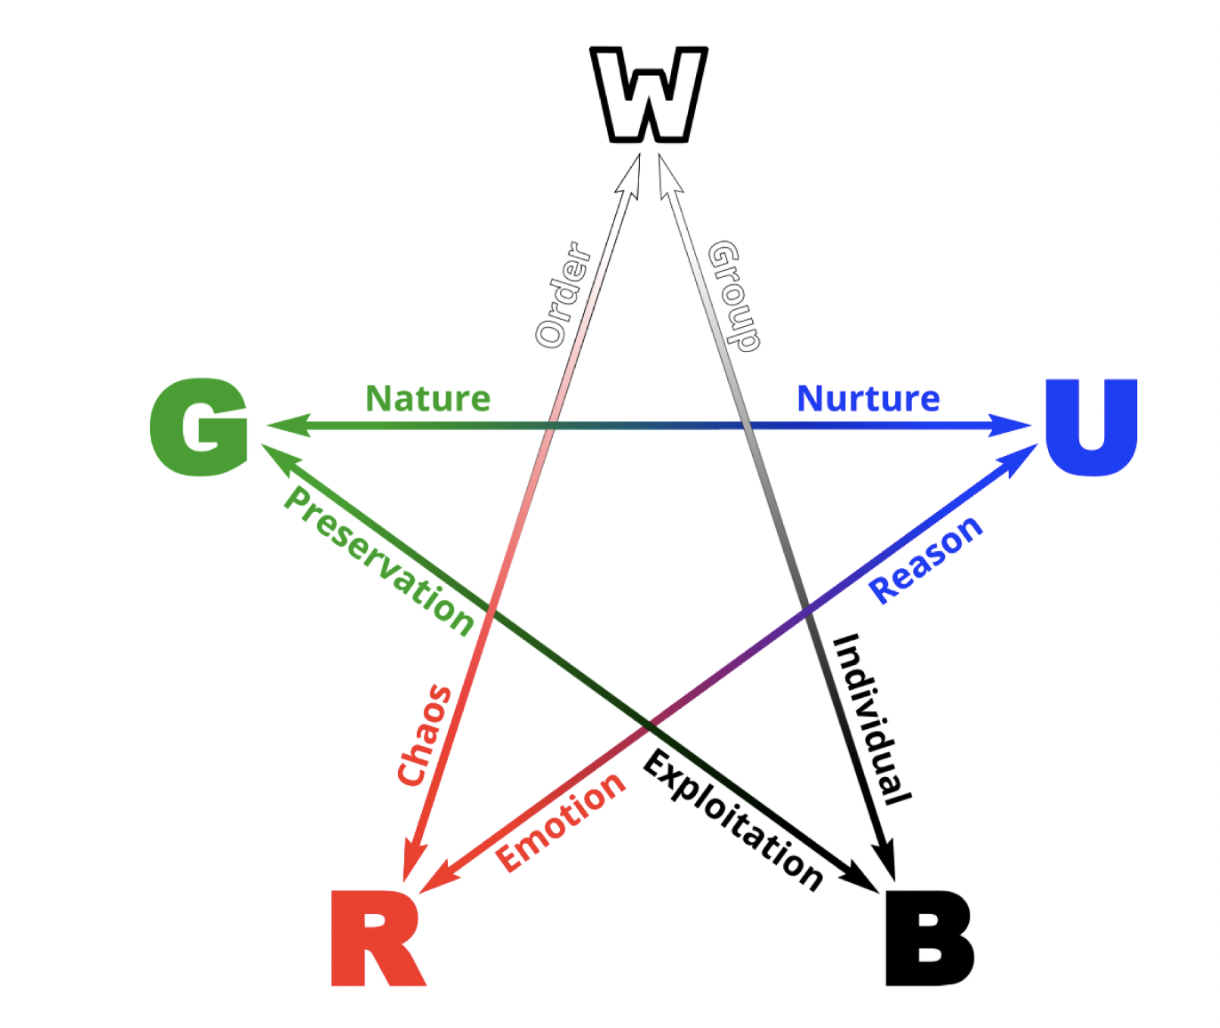 W
Order
Group
G
Nature
Nurture
U
Preservation
Reason
Chaos
Individual
Emotion
Exploitation
R
B